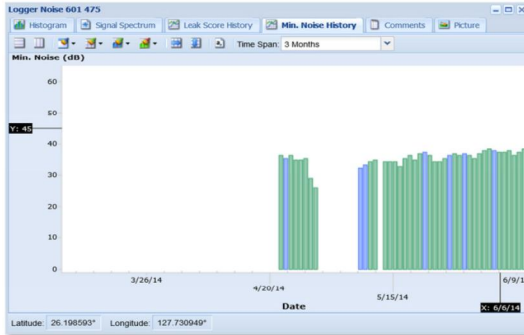 Logger Noise 601 475
Histogram Signal Spectrum Leak Score History Min. Noise History Comments Picture
Time Span: 3 Months
Min. Noise (dB)
60
50
Y: 45
40
30
20
10
0
3/26/14
4/20/14
5/15/14
6/9/1
Date
X: 6/6/14
Latitude: 26.198593° Longitude: 127.730949°